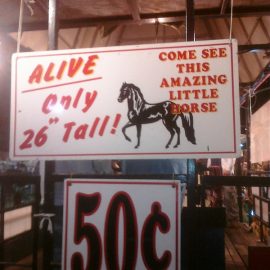 ALIVE
Only
26" Tall!
COME SEE
THIS
AMAZING
LITTLE
HORSE
50¢